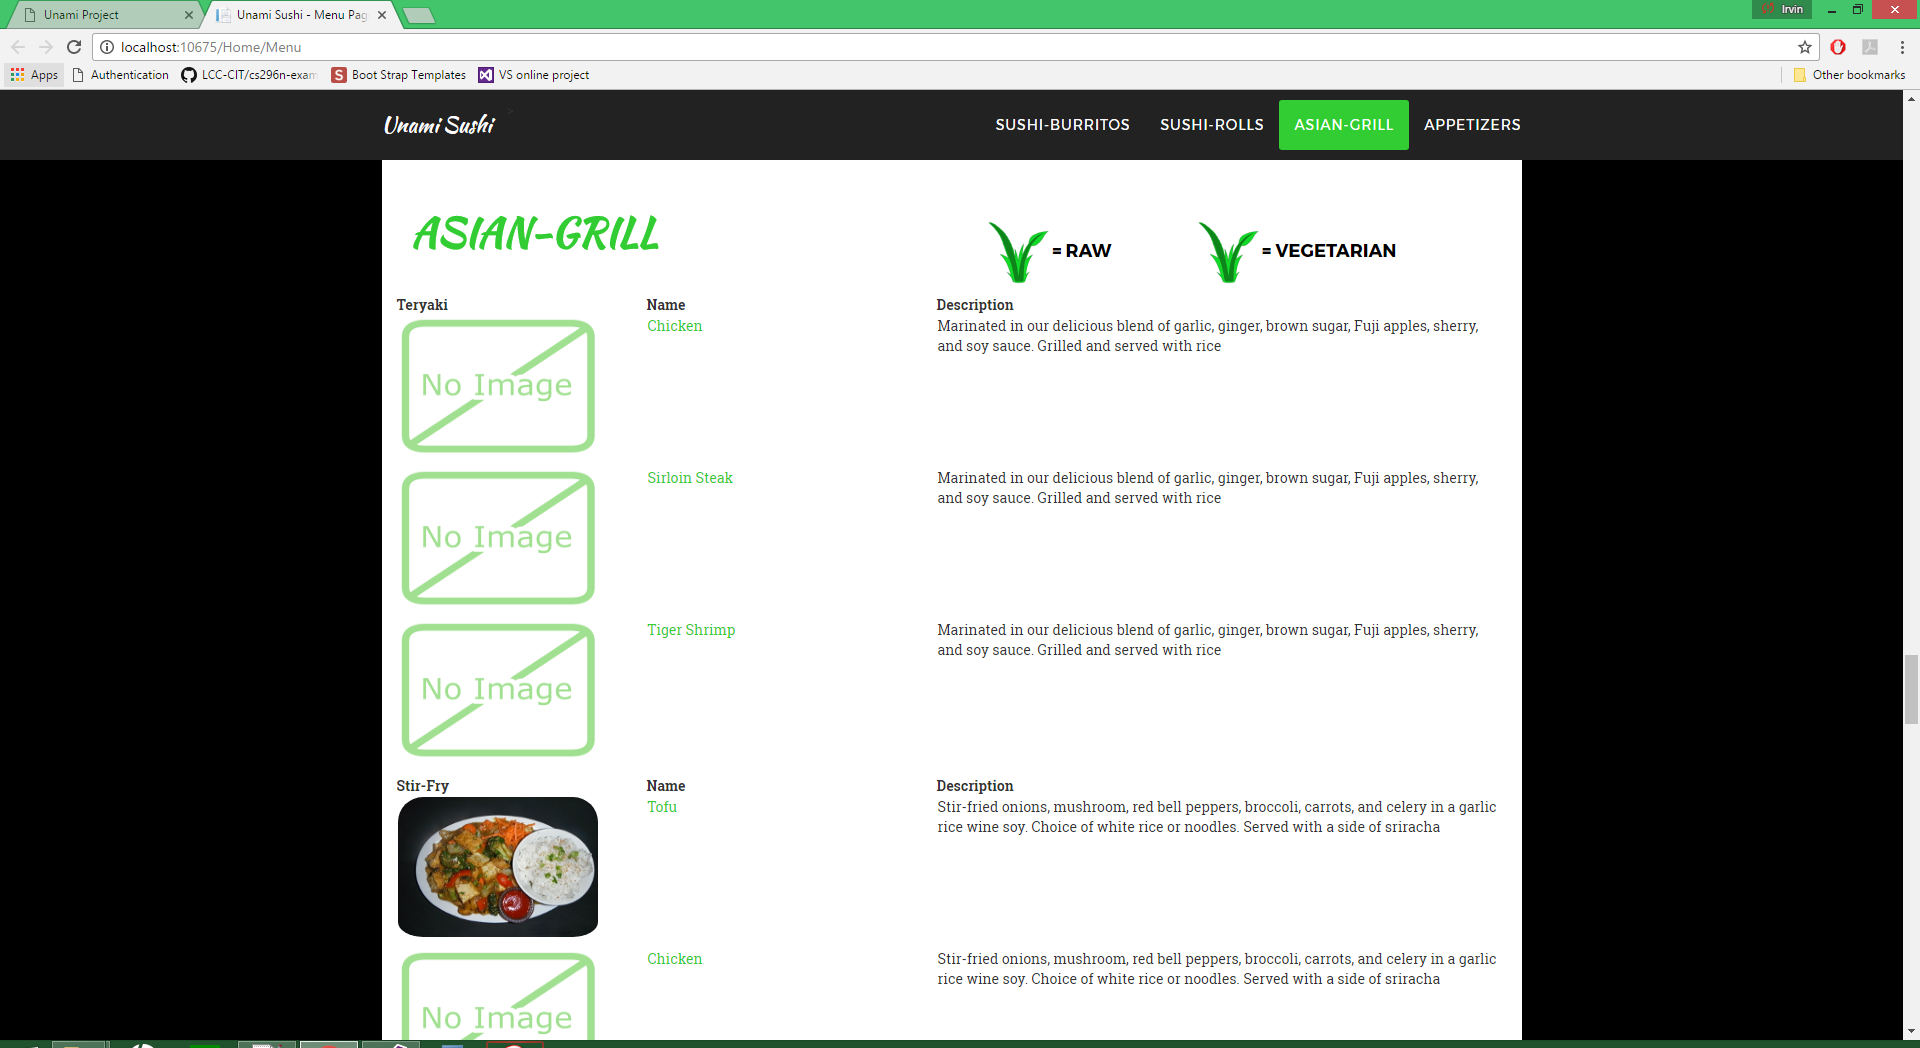 Unami Project
Unami Sushi - Menu Pag
Irvin
localhost:10675/Home/Menu
Apps
Authentication
LCC-CIT/cs296n-exam
Boot Strap Templates
VS online project
Other bookmarks
Unami Sushi
>
SUSHI-BURRITOS
SUSHI-ROLLS
ASIAN-GRILL
APPETIZERS
ASIAN-GRILL
= RAW
= VEGETARIAN
Teryaki
Name
Description
No Image
Chicken
Marinated in our delicious blend of garlic, ginger, brown sugar, Fuji apples, sherry,
and soy sauce. Grilled and served with rice
No Image
Sirloin Steak
Marinated in our delicious blend of garlic, ginger, brown sugar, Fuji apples, sherry,
and soy sauce. Grilled and served with rice
No Image
Tiger Shrimp
Marinated in our delicious blend of garlic, ginger, brown sugar, Fuji apples, sherry,
and soy sauce. Grilled and served with rice
Stir-Fry
Name
Description
Tofu
Stir-fried onions, mushroom, red bell peppers, broccoli, carrots, and celery in a garlic
rice wine soy. Choice of white rice or noodles. Served with a side of sriracha
No Image
Chicken
Stir-fried onions, mushroom, red bell peppers, broccoli, carrots, and celery in a garlic
rice wine soy. Choice of white rice or noodles. Served with a side of sriracha